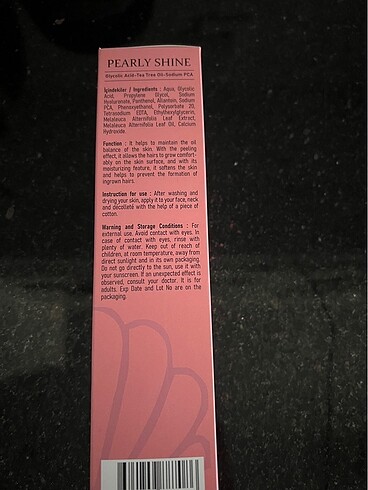 PEARLY SHINE
Glycolic Acid-Tea Tree Oil-Sodium PCA
İçindekiler / Ingredients : Aqua, Glycolic
Acid, Propylene Glycol, Sodium
Hyaluronate, Panthenol, Allantoin, Sodium
PCA, Phenoxyethanol, Polysorbate 20,
Tetrasodium EDTA, Ethylhexylglycerin,
Melaleuca Alternifolia Leaf Extract,
Melaleuca Alternifolia Leaf Oil, Calcium
Hydroxide.
Function : It helps to maintain the oil
balance of the skin. With the peeling
effect, it allows the hairs to grow comfort-
ably on the skin surface, and with its
moisturizing feature, it softens the skin
and helps to prevent the formation of
ingrown hairs.
Instruction for use : After washing and
drying your skin, apply it to your face, neck
and décolleté with the help of a piece of
cotton.
Warning and Storage Conditions : For
external use. Avoid contact with eyes. In
case of contact with eyes, rinse with
plenty of water. Keep out of reach of
children, at room temperature, away from
direct sunlight and in its own packaging.
Do not go directly to the sun, use it with
your sunscreen. If an unexpected effect is
observed, consult your doctor. It is for
adults. Exp Date and Lot No are on the
packaging.